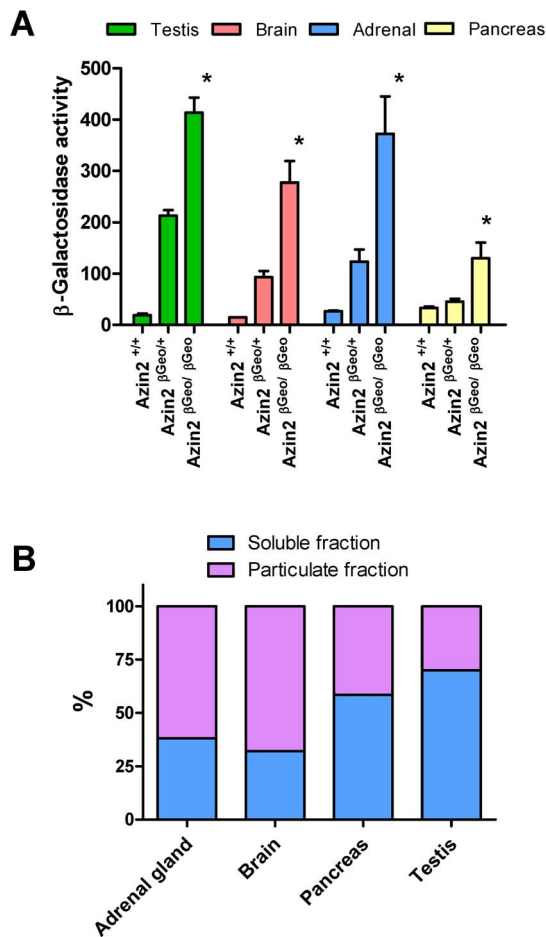 A
Testis Brain Adrenal Pancreas
β-Galactosidase activity
500
400
300
200
100
0
*
*
*
*
Azin2 +/+
Azin2 βGeo/+
Azin2 βGeo/ βGeo
Azin2 +/+
Azin2 βGeo/+
Azin2 βGeo/ βGeo
Azin2 +/+
Azin2 βGeo/+
Azin2 βGeo/ βGeo
Azin2 +/+
Azin2 βGeo/+
Azin2 βGeo/ βGeo
B
Soluble fraction
Particulate fraction
%
100
75
50
25
0
Adrenal gland
Brain
Pancreas
Testis